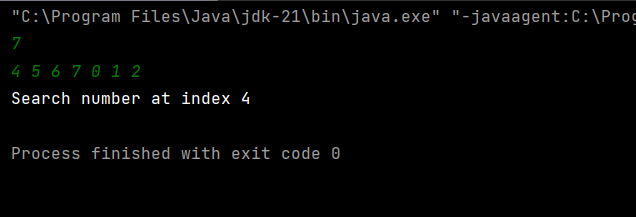 "C:\Program Files\Java\jdk-21\bin\java.exe" "-javaagent:C:\Prog
7
4 5 6 7 0 1 2
Search number at index 4
Process finished with exit code 0